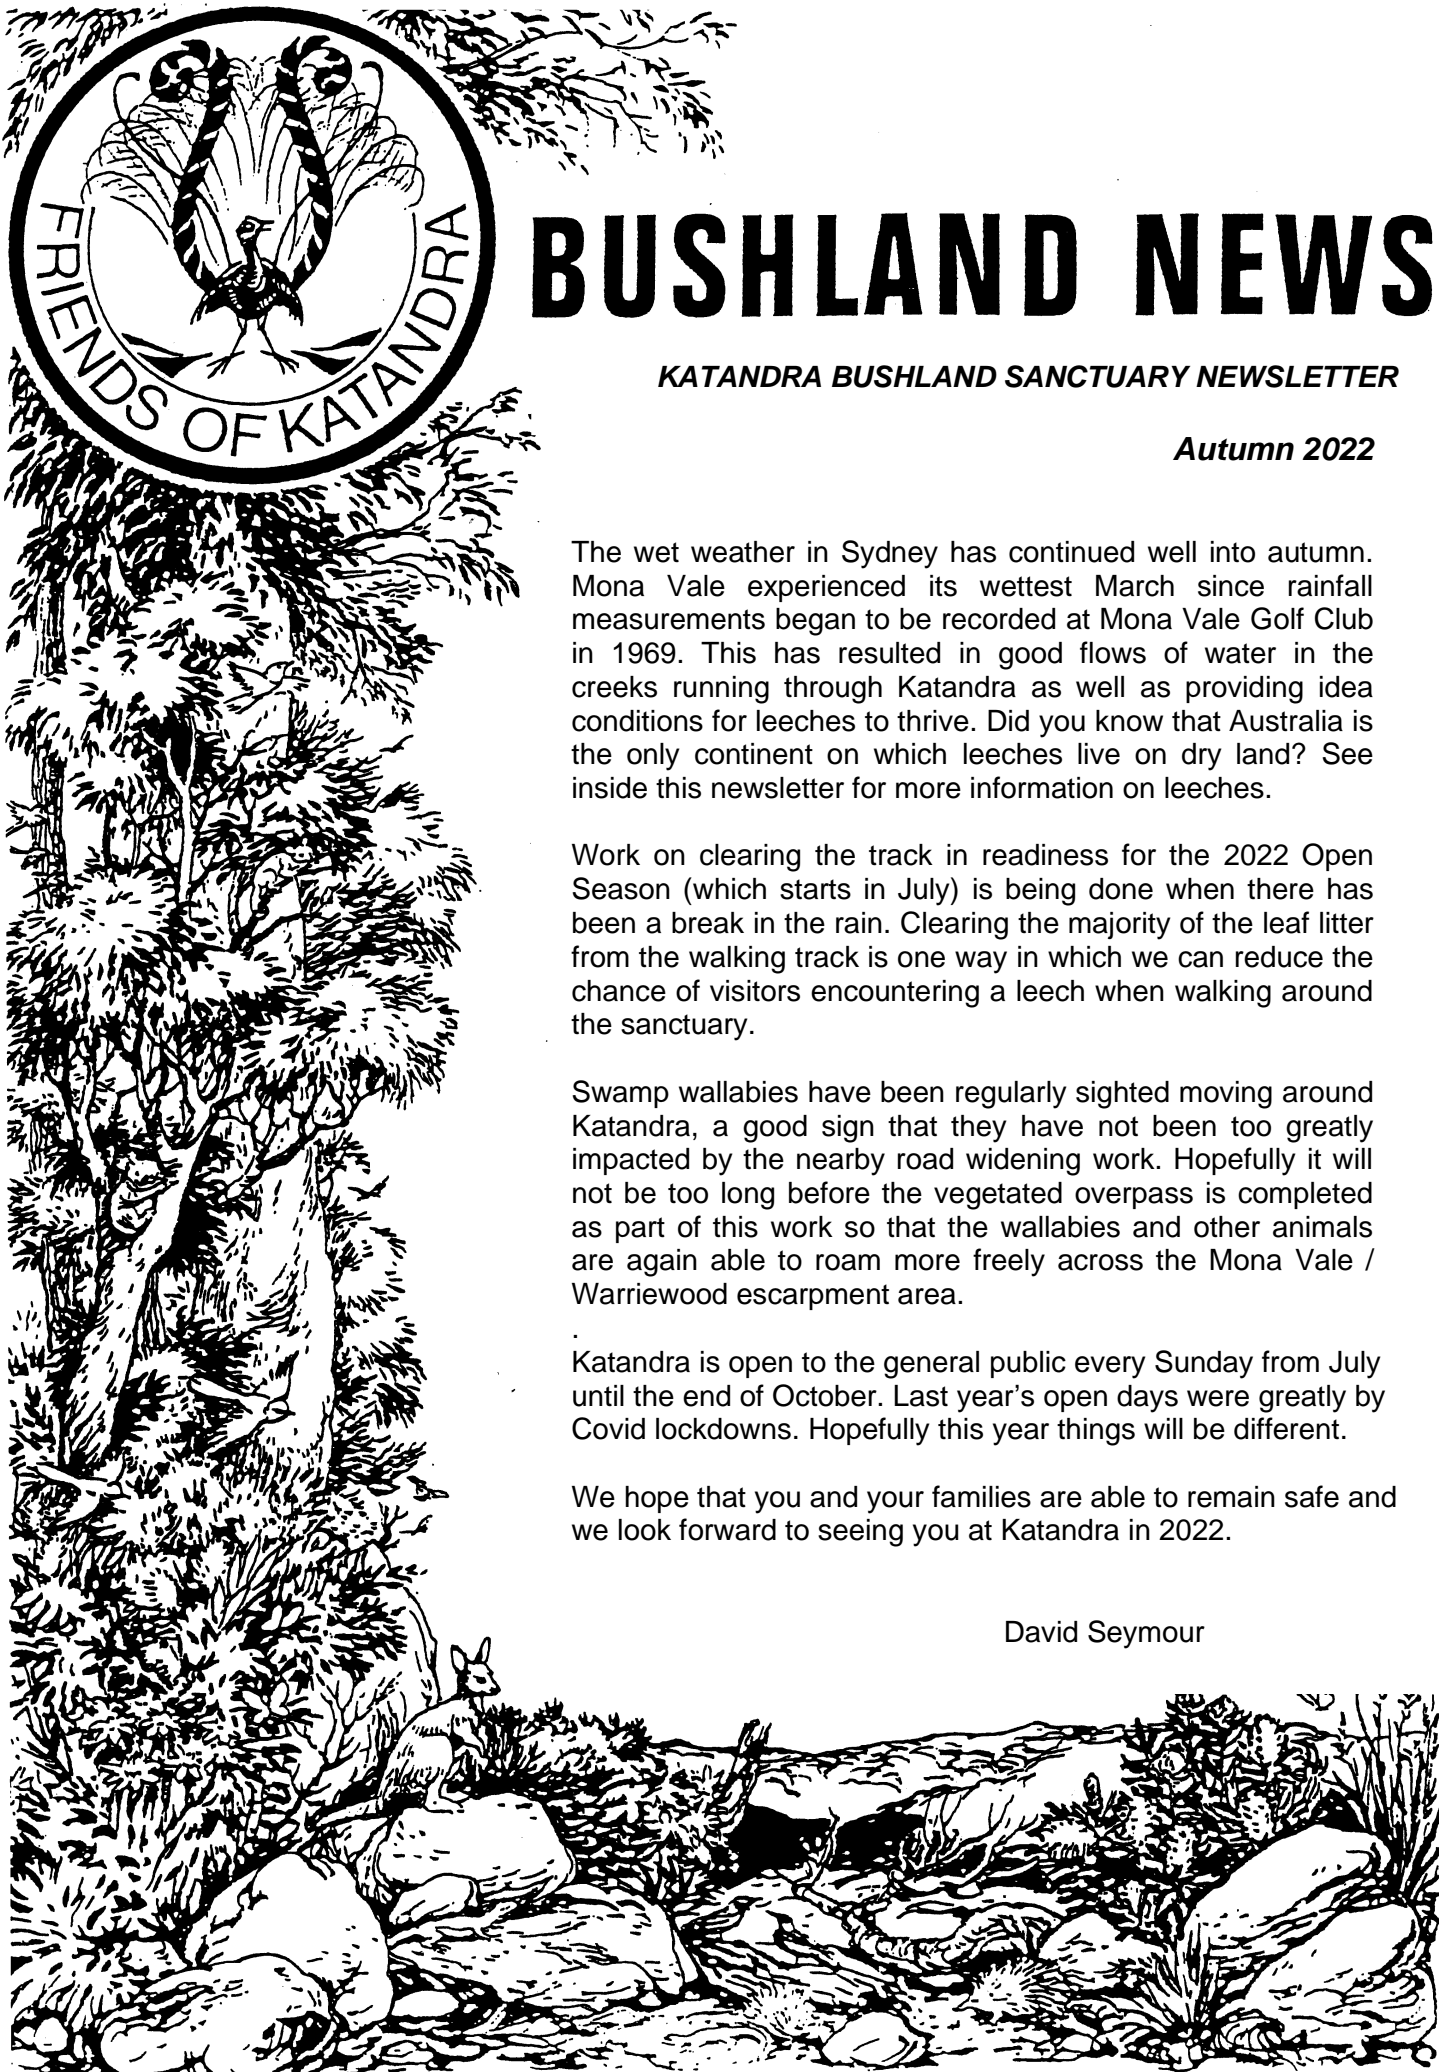 FRIENDS OF KATANDRA
BUSHLAND NEWS
KATANDRA BUSHLAND SANCTUARY NEWSLETTER
Autumn 2022
The wet weather in Sydney has continued well into autumn.
Mona Vale experienced its wettest March since rainfall
measurements began to be recorded at Mona Vale Golf Club
in 1969. This has resulted in good flows of water in the
creeks running through Katandra as well as providing idea
conditions for leeches to thrive. Did you know that Australia is
the only continent on which leeches live on dry land? See
inside this newsletter for more information on leeches.
Work on clearing the track in readiness for the 2022 Open
Season (which starts in July) is being done when there has
been a break in the rain. Clearing the majority of the leaf litter
from the walking track is one way in which we can reduce the
chance of visitors encountering a leech when walking around
the sanctuary.
Swamp wallabies have been regularly sighted moving around
Katandra, a good sign that they have not been too greatly
impacted by the nearby road widening work. Hopefully it will
not be too long before the vegetated overpass is completed
as part of this work so that the wallabies and other animals
are again able to roam more freely across the Mona Vale /
Warriewood escarpment area.
.
Katandra is open to the general public every Sunday from July
until the end of October. Last year’s open days were greatly by
Covid lockdowns. Hopefully this year things will be different.
We hope that you and your families are able to remain safe and
we look forward to seeing you at Katandra in 2022.
David Seymour